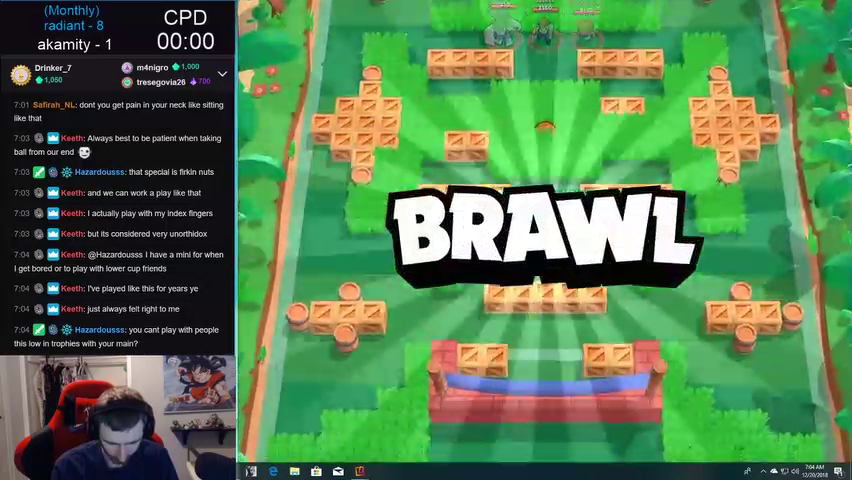 (Monthly)
radiant - 8
akamity - 1
CPD
00:00
Drinker_7
1,050
m4nigro 1,000
tresegovia26 700
7:01 Safirah_NL: dont you get pain in your neck like sitting
like that
7:03 Keeth: Always best to be patient when taking
ball from our end
7:03 Hazardousss: that special is firkin nuts
7:03 Keeth: and we can work a play like that
7:03 Keeth: I actually play with my index fingers
7:03 Keeth: but its considered very unorthidox
7:04 Keeth: @Hazardousss I have a mini for when
I get bored or to play with lower cup friends
7:04 Keeth: I've played like this for years ye
7:04 Keeth: just always felt right to me
7:04 Hazardousss: you cant play with people
this low in trophies with your main?
BRAWL
7:04 AM
12/20/2018